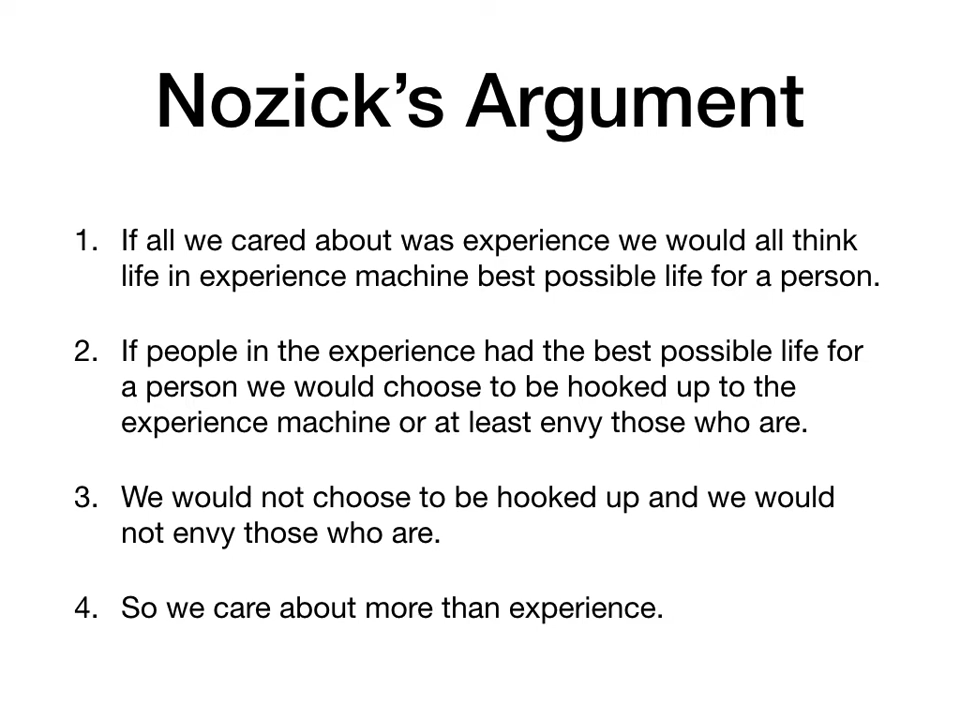 Nozick’s Argument
1. If all we cared about was experience we would all think
life in experience machine best possible life for a person.
2. If people in the experience had the best possible life for
a person we would choose to be hooked up to the
experience machine or at least envy those who are.
3. We would not choose to be hooked up and we would
not envy those who are.
4. So we care about more than experience.